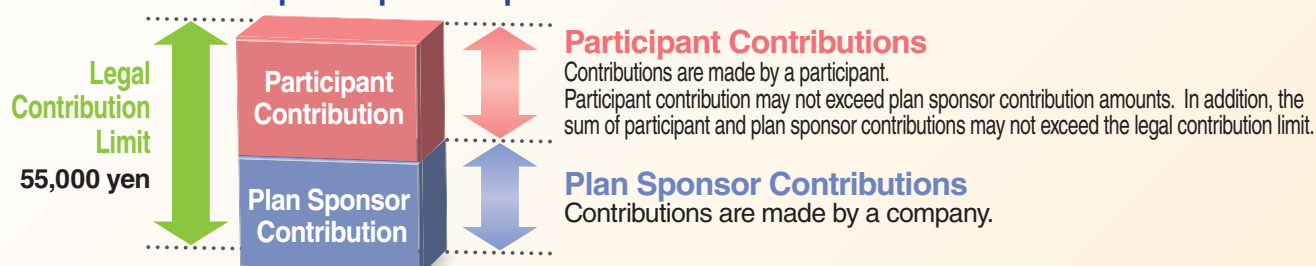 Legal
Contribution
Limit
55,000 yen
Participant
Contribution
Plan Sponsor
Contribution
Participant Contributions
Contributions are made by a participant.
Participant contribution may not exceed plan sponsor contribution amounts. In addition, the
sum of participant and plan sponsor contributions may not exceed the legal contribution limit.
Plan Sponsor Contributions
Contributions are made by a company.